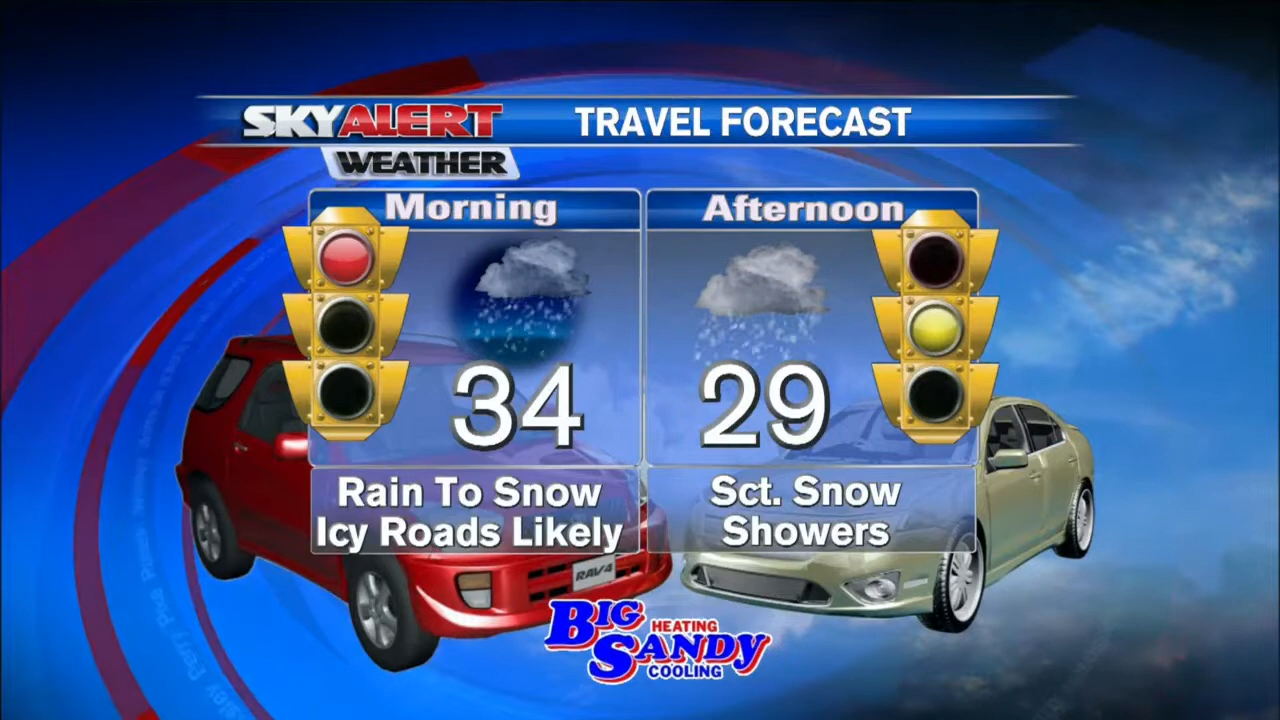 SKYALERT
WEATHER
TRAVEL FORECAST
Morning
34
Rain To Snow
Icy Roads Likely
Afternoon
29
Sct. Snow
Showers
RAV4
BIG
SANDY
HEATING
COOLING